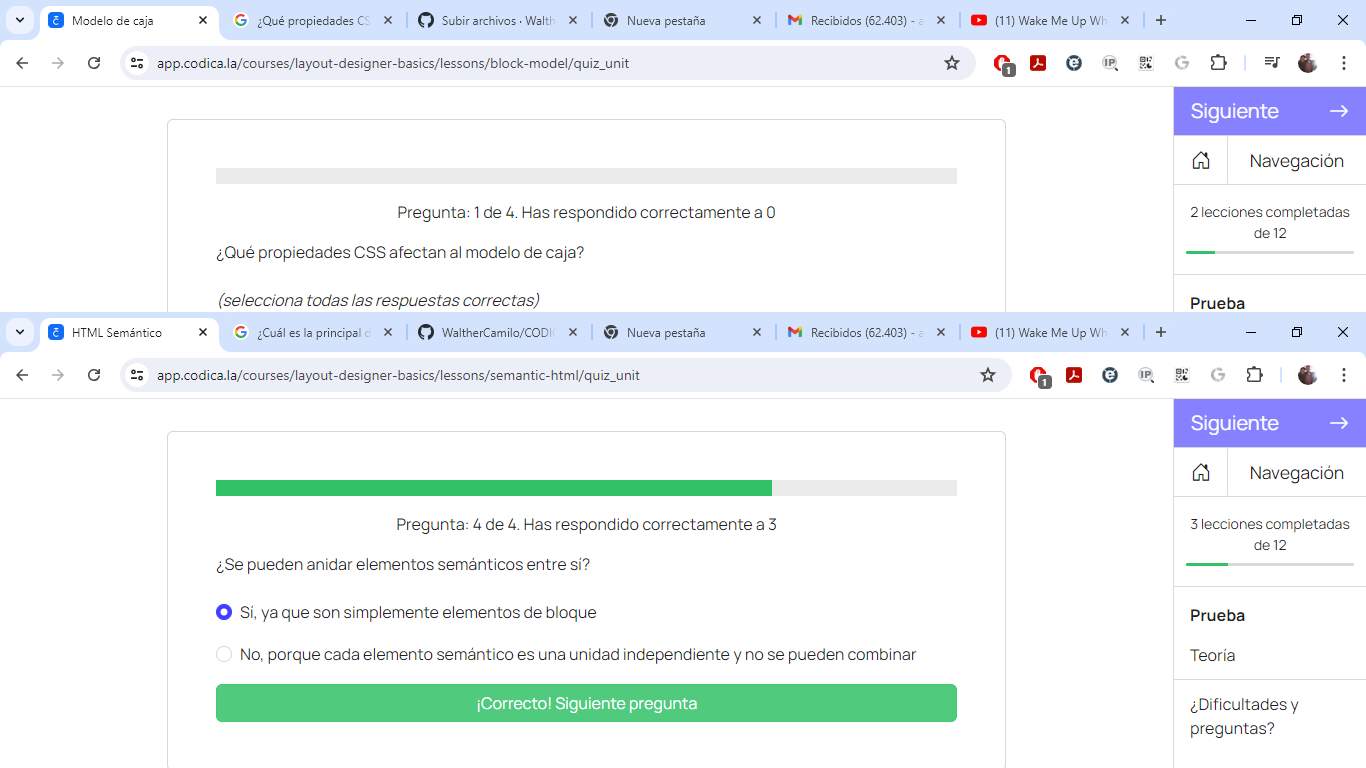 Modelo de caja
¿Qué propiedades CS
Subir archivos · Walth
Nueva pestaña
Recibidos (62.403) - a
(11) Wake Me Up Wh
app.codica.la/courses/layout-designer-basics/lessons/block-model/quiz_unit
1
IP
G
Siguiente
Navegación
2 lecciones completadas
de 12
Prueba
Pregunta: 1 de 4. Has respondido correctamente a 0
¿Qué propiedades CSS afectan al modelo de caja?
(selecciona todas las respuestas correctas)
HTML Semántico
¿Cuál es la principal d
WaltherCamilo/CODIC
Nueva pestaña
Recibidos (62.403) - a
(11) Wake Me Up Wh
app.codica.la/courses/layout-designer-basics/lessons/semantic-html/quiz_unit
1
IP
G
Siguiente
Navegación
3 lecciones completadas
de 12
Prueba
Teoría
¿Dificultades y
preguntas?
Pregunta: 4 de 4. Has respondido correctamente a 3
¿Se pueden anidar elementos semánticos entre sí?
Sí, ya que son simplemente elementos de bloque
No, porque cada elemento semántico es una unidad independiente y no se pueden combinar
¡Correcto! Siguiente pregunta